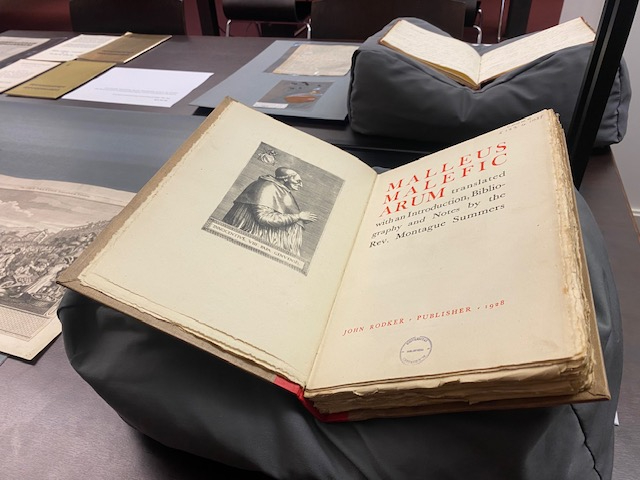 MALLEUS
MALEFIC
ARUM translated
with an Introduction, Biblio-
graphy and Notes by the
Rev. Montague Summers
JOHN RODKER · PUBLISHER · 1928